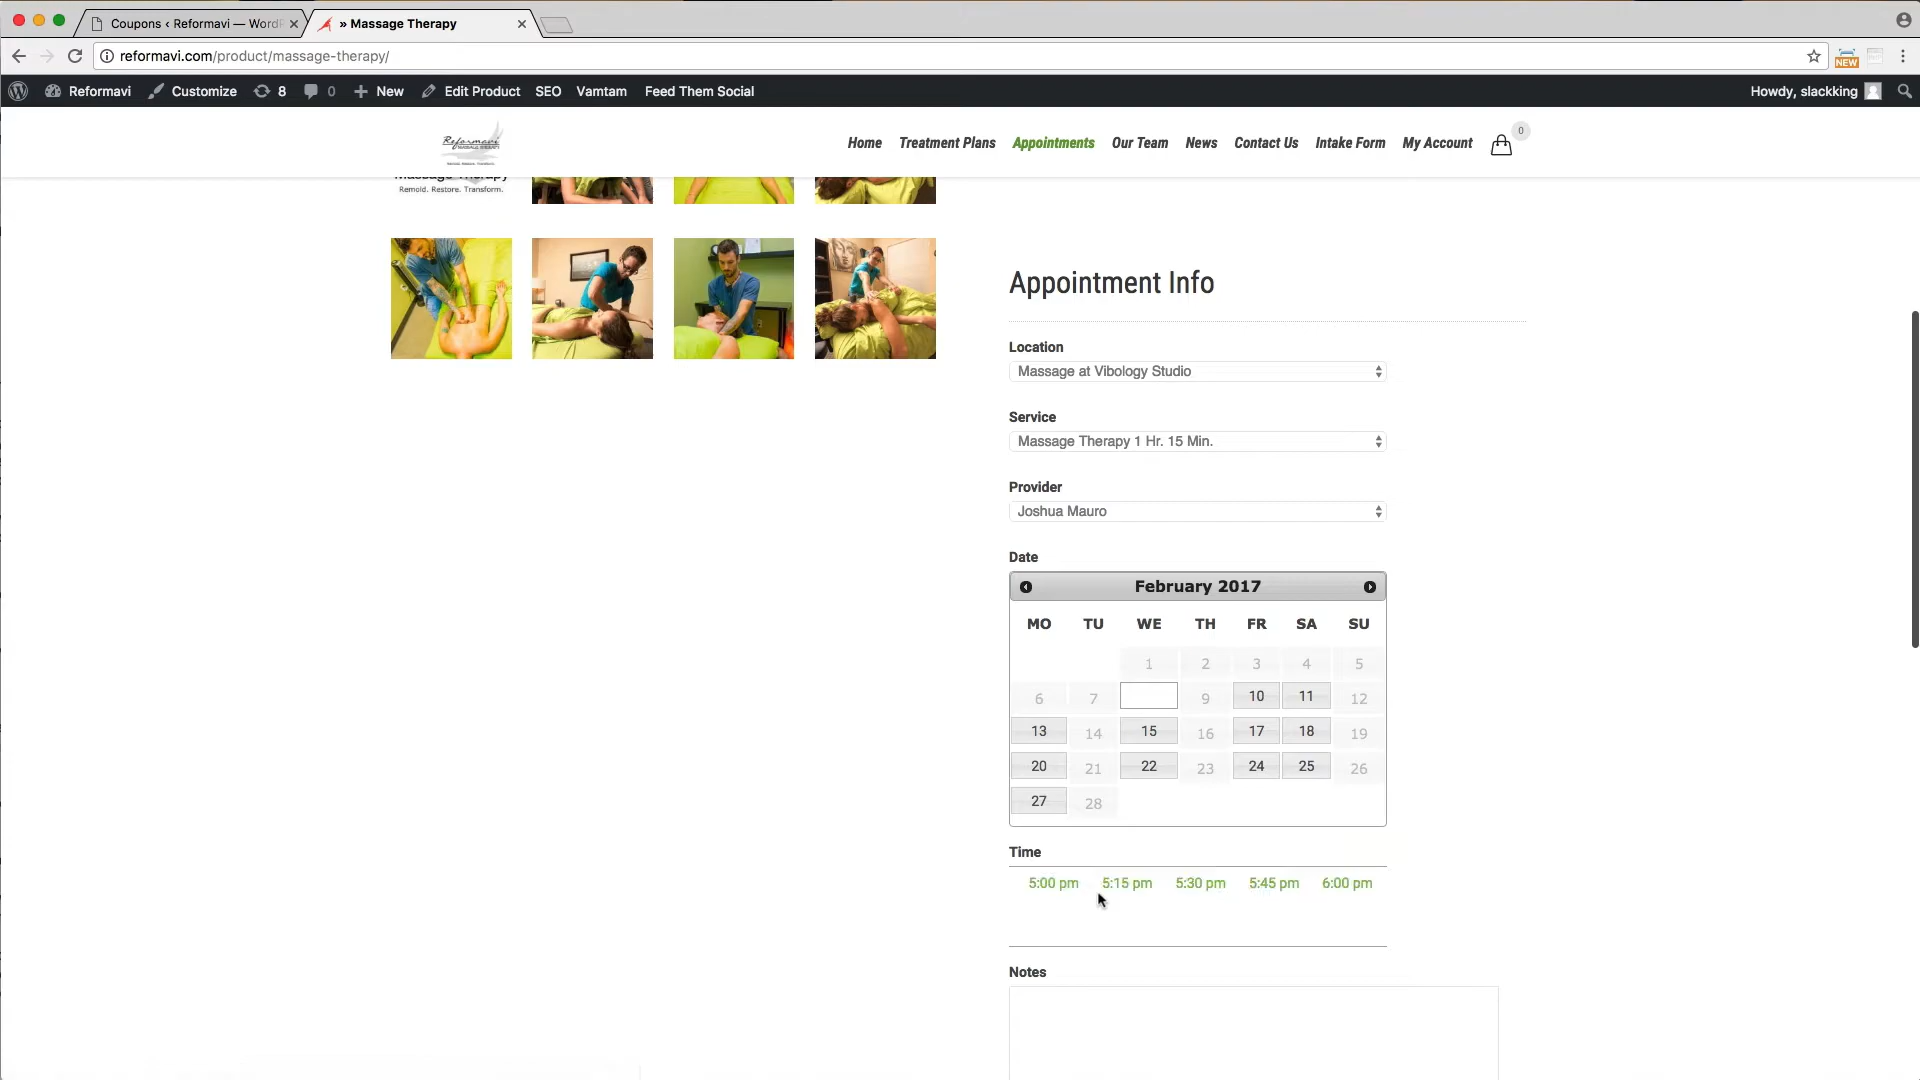 Coupons ‹ Reformavi — Word
» Massage Therapy
reformavi.com/product/massage-therapy/
NEW
Reformavi
Customize
8
0
New
Edit Product
SEO
Vamtam
Feed Them Social
Howdy, slackking
Reformavi
Home
Treatment Plans
Appointments
Our Team
News
Contact Us
Intake Form
My Account
0
Massage Therapy
Remold. Restore. Transform.
Appointment Info
Location
Massage at Vibology Studio
Service
Massage Therapy 1 Hr. 15 Min.
Provider
Joshua Mauro
Date
February 2017
MO TU WE TH FR SA SU
1 2 3 4 5
6 7 9 10 11 12
13 14 15 16 17 18 19
20 21 22 23 24 25 26
27 28
Time
5:00 pm 5:15 pm 5:30 pm 5:45 pm 6:00 pm
Notes